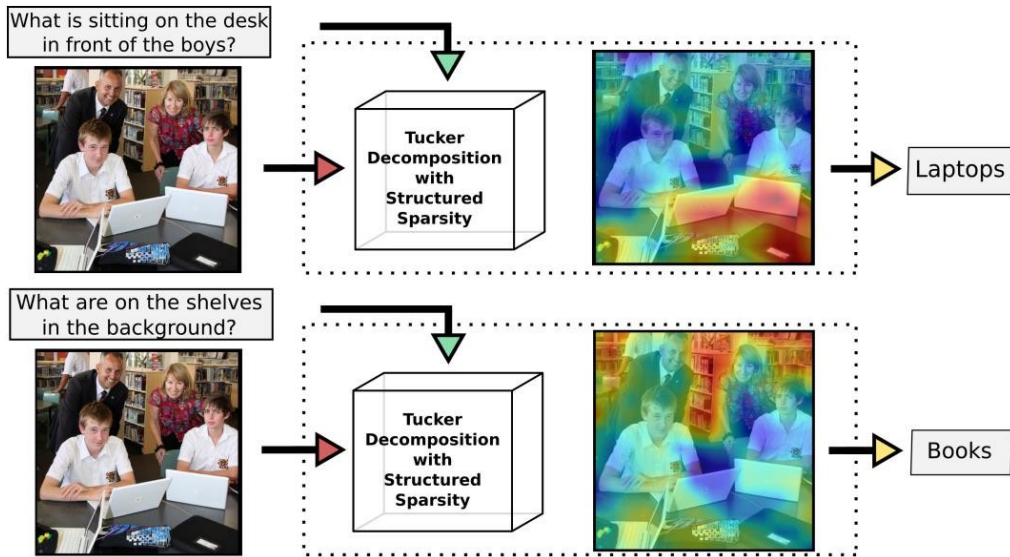 What is sitting on the desk
in front of the boys?
Tucker
Decomposition
with
Structured
Sparsity
Laptops
What are on the shelves
in the background?
Tucker
Decomposition
with
Structured
Sparsity
Books